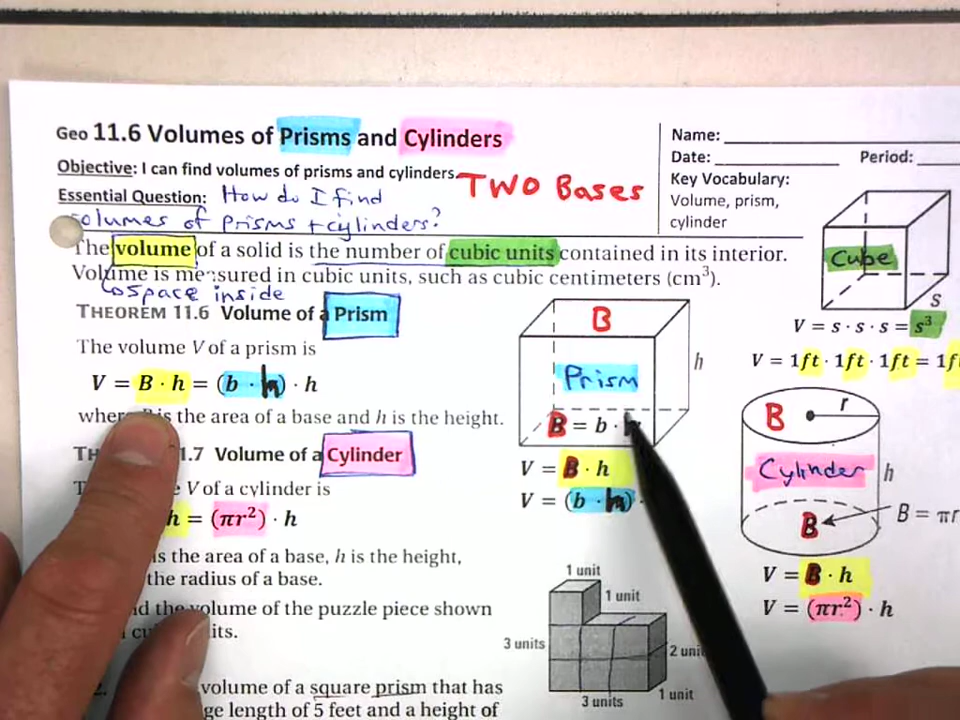 Geo 11.6 Volumes of Prisms and Cylinders
Objective: I can find volumes of prisms and cylinders.
TWO Bases
Essential Question: How do I find
volumes of prisms + cylinders?
Name:
Date: Period:
Key Vocabulary:
Volume, prism,
cylinder
The volume of a solid is the number of cubic units contained in its interior.
Volume is measured in cubic units, such as cubic centimeters (cm³).
space inside
Cube
s
V = s · s · s = s³
V = 1ft · 1ft · 1ft = 1f
THEOREM 11.6 Volume of a Prism
The volume V of a prism is
V = B · h = (b · h) · h
where is the area of a base and h is the height.
B
Prism
h
B = b · h
V = B · h
V = (b · h)
1.7 Volume of a Cylinder
V of a cylinder is
h = (πr²) · h
is the area of a base, h is the height,
the radius of a base.
B
r
Cylinder
h
B
B = πr
V = B · h
V = (πr²) · h
the volume of the puzzle piece shown
1 unit
1 unit
3 units
2 uni
3 units
1 unit
volume of a square prism that has
length of 5 feet and a height of